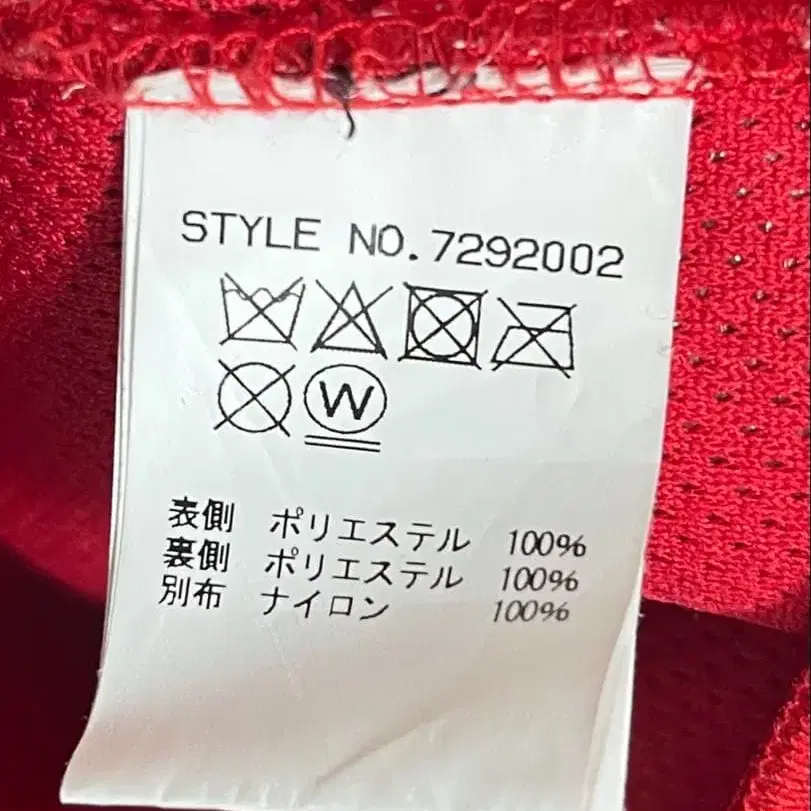 STYLE NO.7292002
W
表側 ポリエステル 100%
裏側 ポリエステル 100%
別布 ナイロン 100%